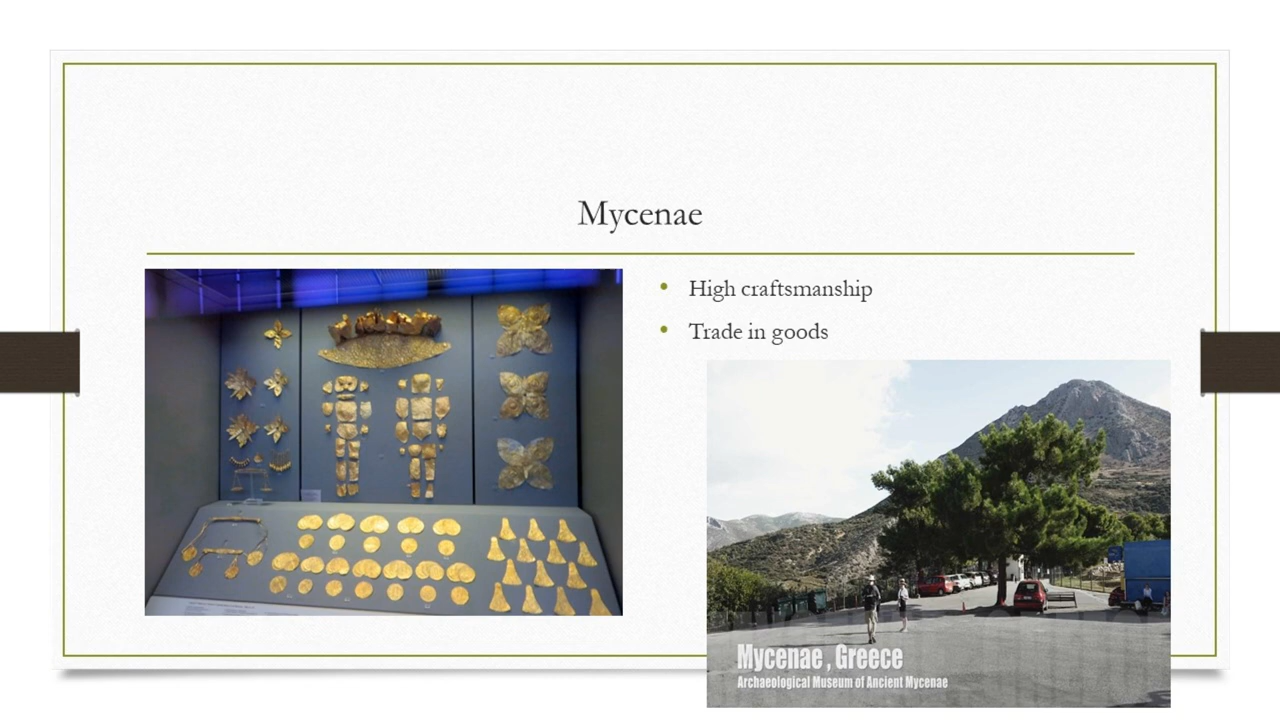 Mycenae
High craftsmanship
Trade in goods
Mycenae , Greece
Archaeological Museum of Ancient Mycenae